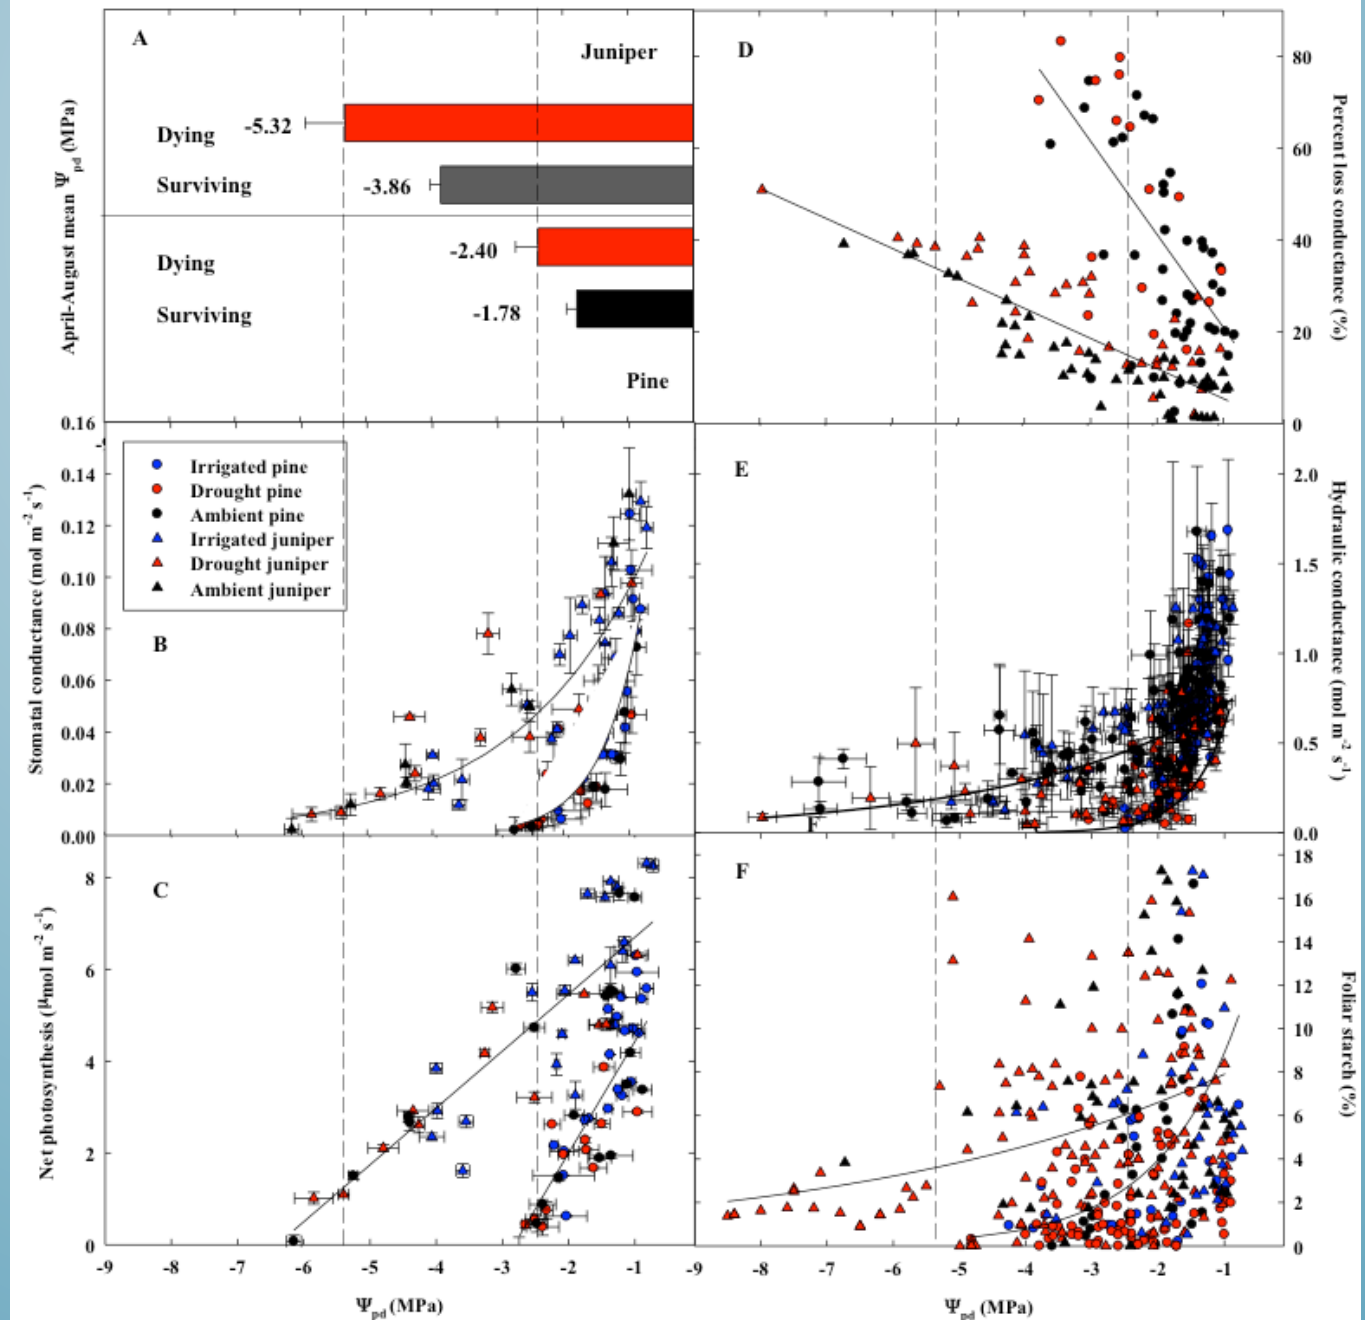 A
Juniper
Dying
-5.32
Surviving
-3.86
Dying
-2.40
Surviving
-1.78
Pine
April-August mean Ψpd (MPa)
D
80
60
40
20
0
Percent loss conductance (%)
0.16
0.14
0.12
0.10
0.08
0.06
0.04
0.02
0.00
Stomatal conductance (mol m-2 s-1)
Irrigated pine
Drought pine
Ambient pine
Irrigated juniper
Drought juniper
Ambient juniper
B
E
2.0
1.5
1.0
0.5
0.0
Hydraulic conductance (mol m-2 s-1)
C
8
6
4
2
0
Net photosynthesis (μmol m-2 s-1)
F
18
16
14
12
10
8
6
4
2
0
Foliar starch (%)
-9 -8 -7 -6 -5 -4 -3 -2 -1
Ψpd (MPa)
-9 -8 -7 -6 -5 -4 -3 -2 -1
Ψpd (MPa)